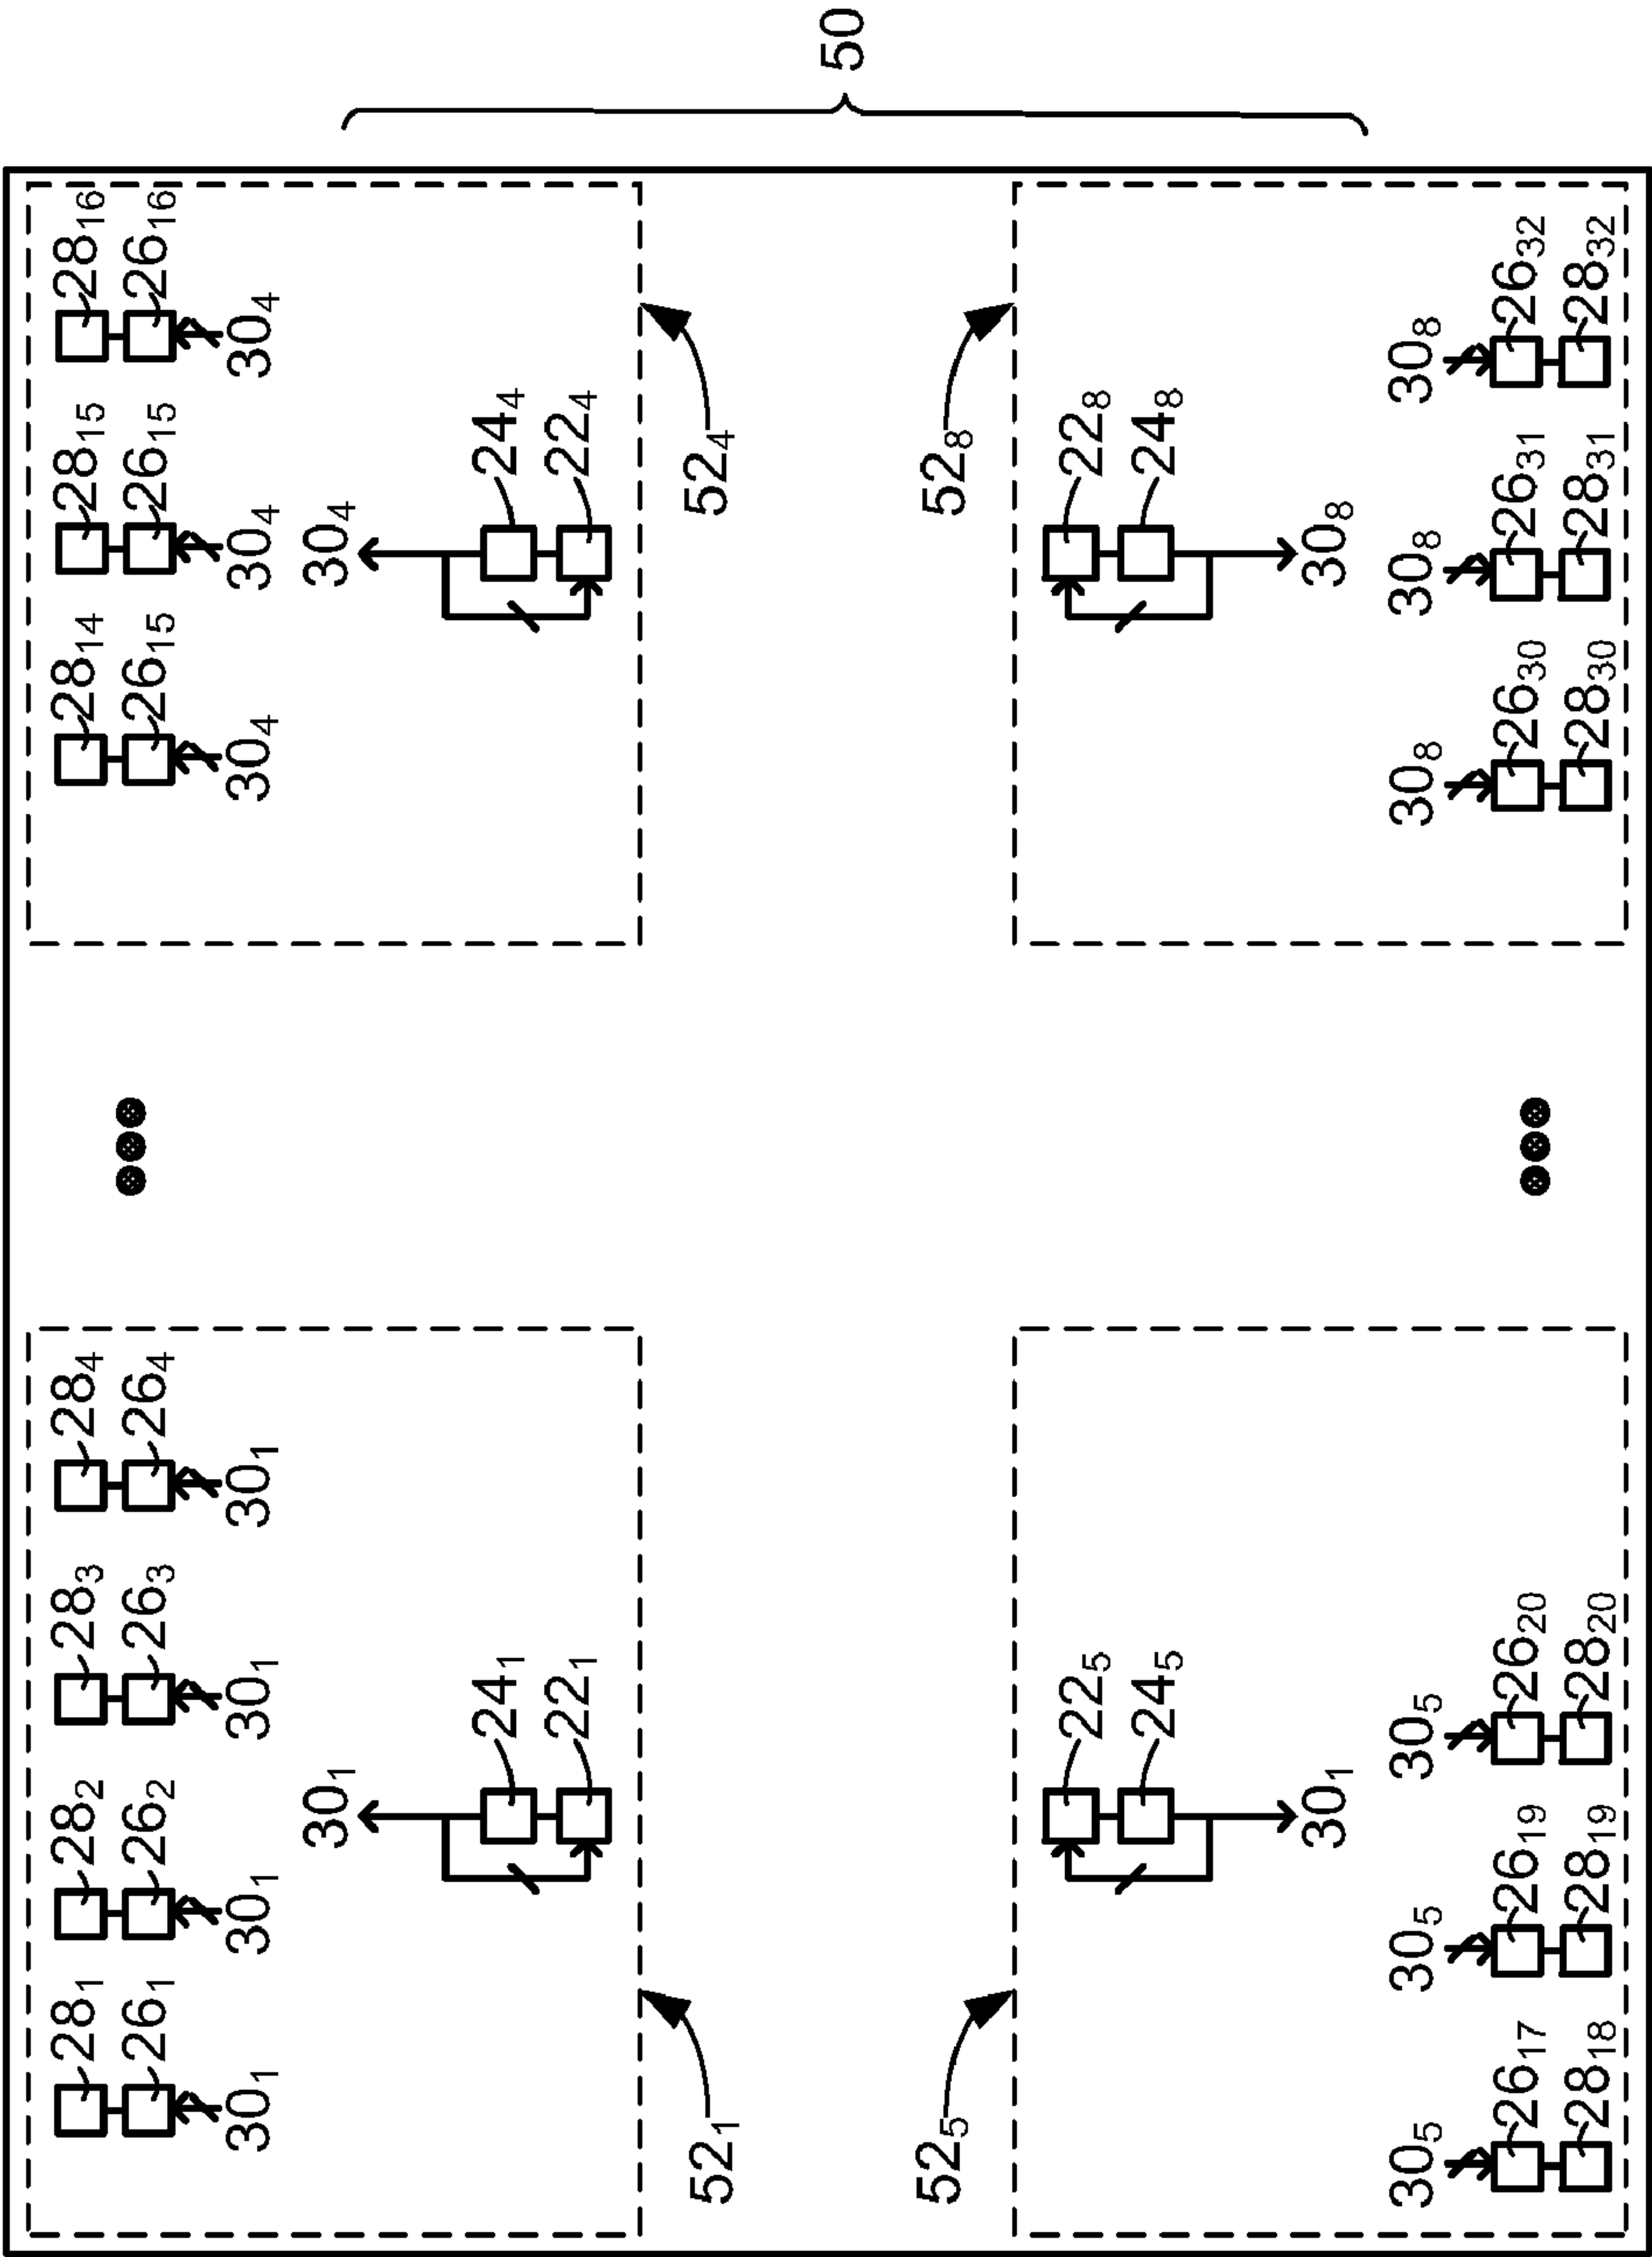 28₁ 28₂ 28₃ 28₄ 28₁₄ 28₁₅ 28₁₆
26₁ 26₂ 26₃ 26₄ 26₁₅ 26₁₅ 26₁₆
30₁ 30₁ 30₁ 30₁ 30₄ 30₄ 30₄
30₁ 30₄
24₁ 24₄
22₁ 22₄
52₁ 52₄
50
52₅ 52₈
22₅ 22₈
24₅ 24₈
30₁ 30₈
30₅ 30₅ 30₅ 30₈ 30₈ 30₈
26₁₇ 26₁₉ 26₂₀ 26₃₀ 26₃₁ 26₃₂
28₁₈ 28₁₉ 28₂₀ 28₃₀ 28₃₁ 28₃₂